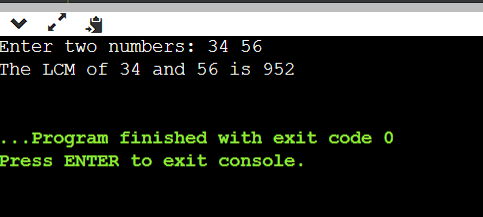 Enter two numbers: 34 56
The LCM of 34 and 56 is 952
...Program finished with exit code 0
Press ENTER to exit console.